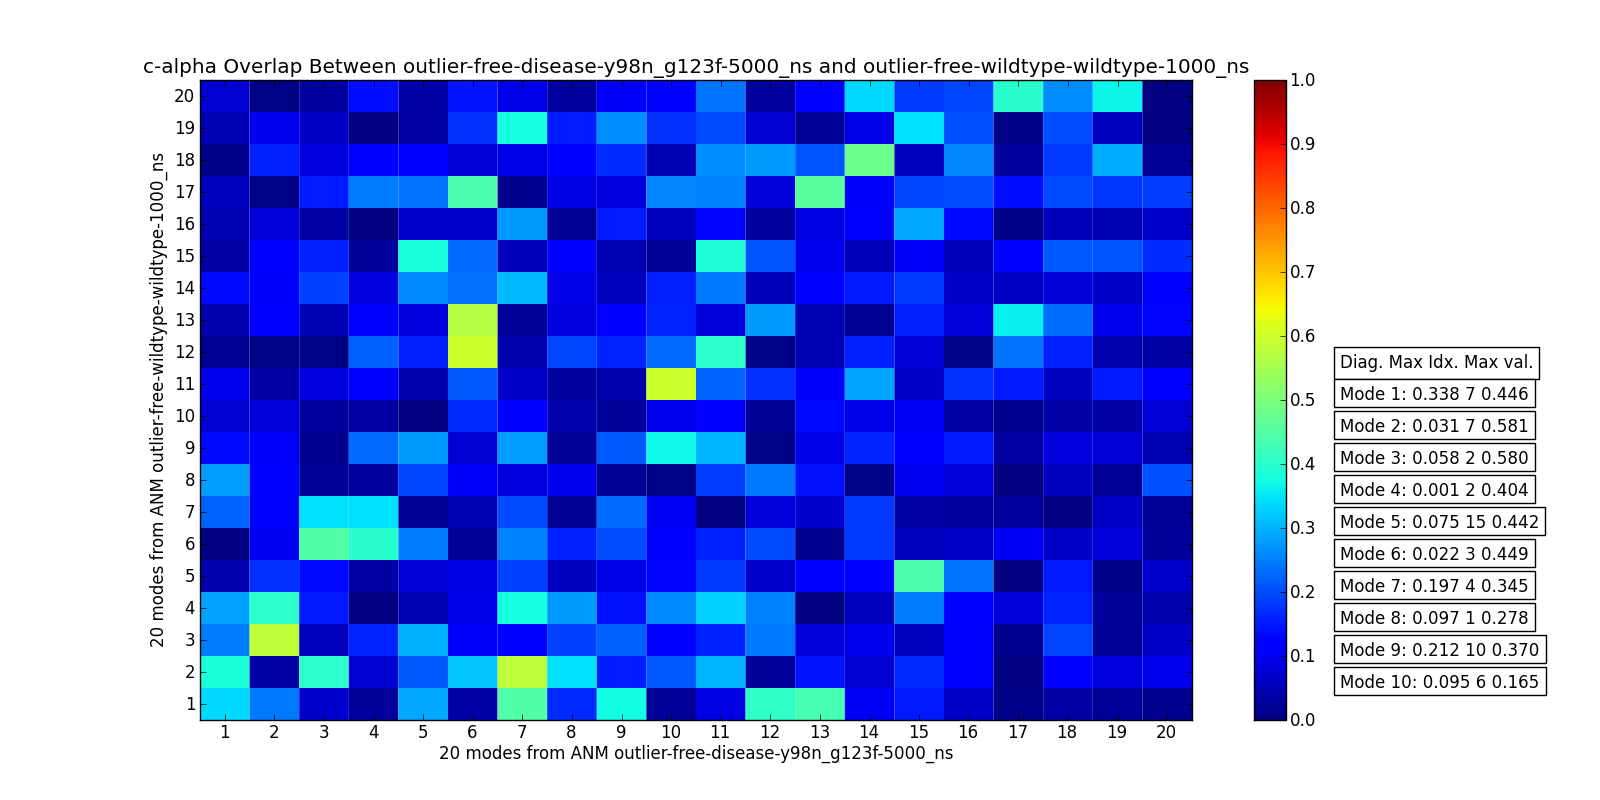 c-alpha Overlap Between outlier-free-disease-y98n_g123f-5000_ns and outlier-free-wildtype-wildtype-1000_ns
20 modes from ANM outlier-free-wildtype-wildtype-1000_ns
20
19
18
17
16
15
14
13
12
11
10
9
8
7
6
5
4
3
2
1
1 2 3 4 5 6 7 8 9 10 11 12 13 14 15 16 17 18 19 20
20 modes from ANM outlier-free-disease-y98n_g123f-5000_ns
1.0
0.9
0.8
0.7
0.6
0.5
0.4
0.3
0.2
0.1
0.0
Diag. Max Idx. Max val.
Mode 1: 0.338 7 0.446
Mode 2: 0.031 7 0.581
Mode 3: 0.058 2 0.580
Mode 4: 0.001 2 0.404
Mode 5: 0.075 15 0.442
Mode 6: 0.022 3 0.449
Mode 7: 0.197 4 0.345
Mode 8: 0.097 1 0.278
Mode 9: 0.212 10 0.370
Mode 10: 0.095 6 0.165